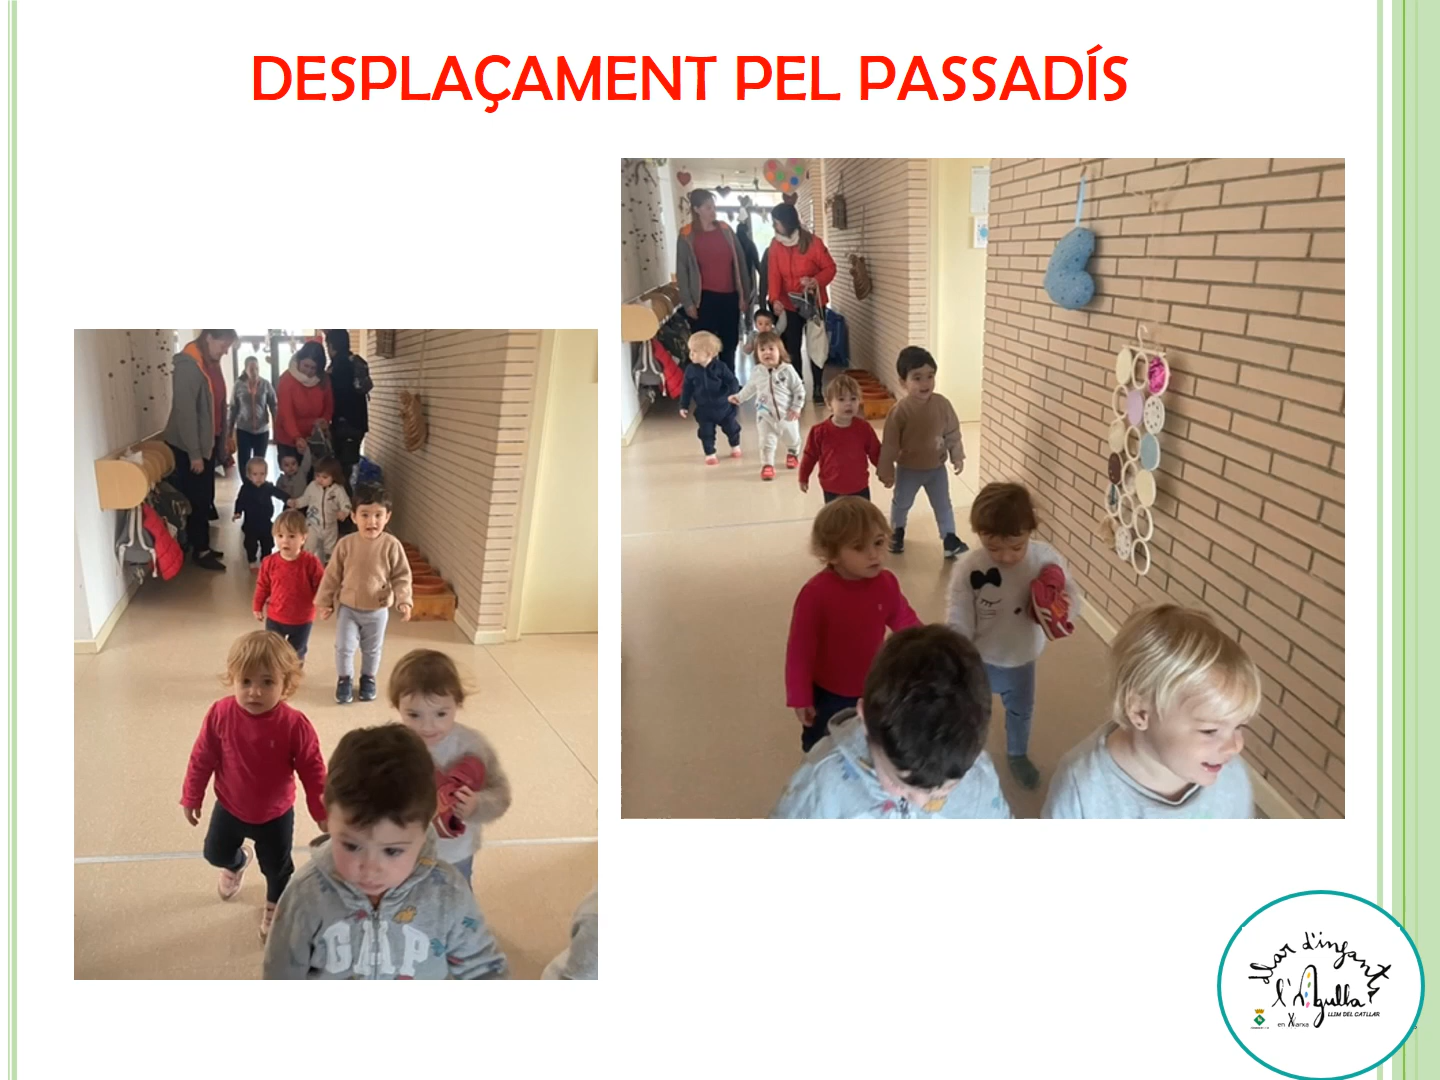 DESPLAÇAMENT PEL PASSADÍS
GAP
llar d'infants
l'Agulla
LLIM DEL CATLLAR
en Xarxa